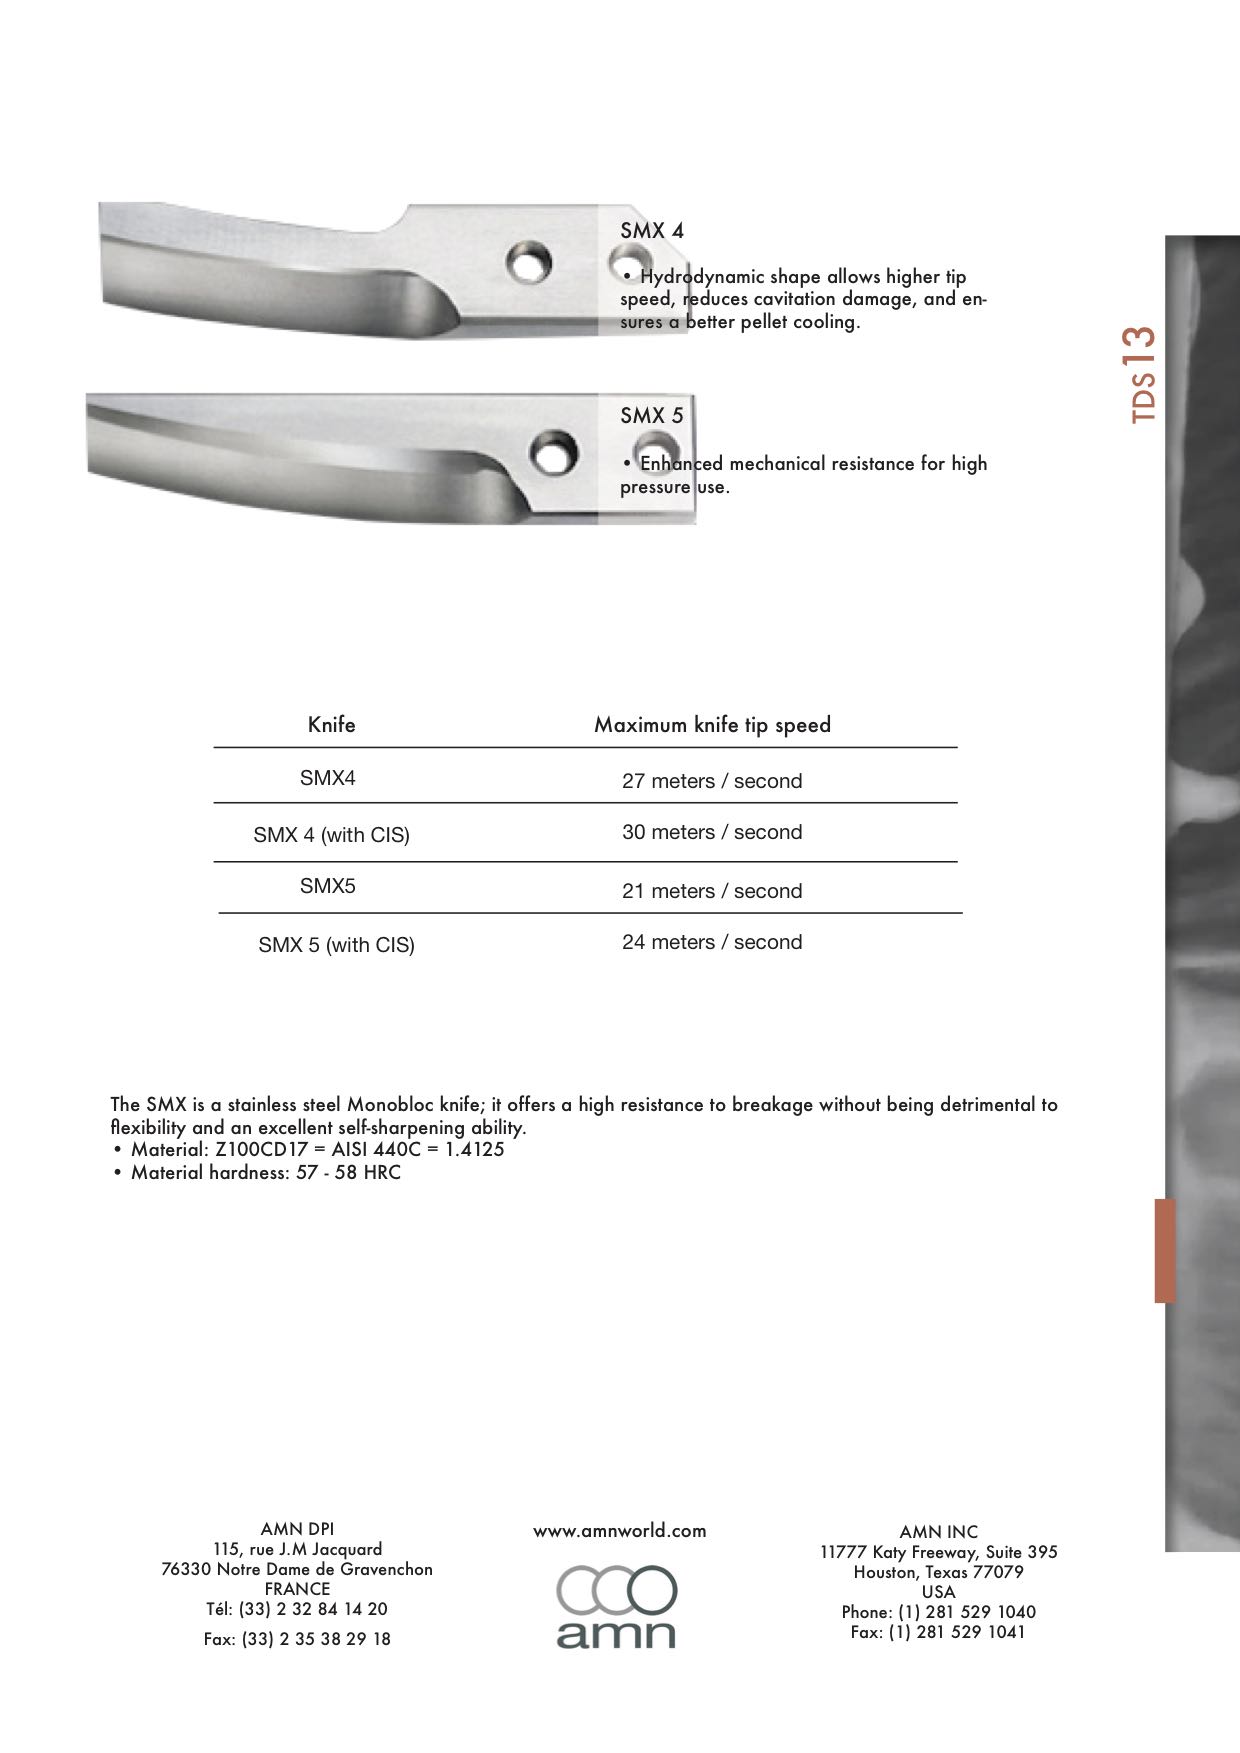 SMX 4
• Hydrodynamic shape allows higher tip
speed, reduces cavitation damage, and en-
sures a better pellet cooling.
TDS 13
SMX 5
• Enhanced mechanical resistance for high
pressure use.
Knife Maximum knife tip speed
SMX4 27 meters / second
SMX 4 (with CIS) 30 meters / second
SMX5 21 meters / second
SMX 5 (with CIS) 24 meters / second
The SMX is a stainless steel Monobloc knife; it offers a high resistance to breakage without being detrimental to
flexibility and an excellent self-sharpening ability.
• Material: Z100CD17 = AISI 440C = 1.4125
• Material hardness: 57 - 58 HRC
AMN DPI
115, rue J.M Jacquard
76330 Notre Dame de Gravenchon
FRANCE
Tél: (33) 2 32 84 14 20
Fax: (33) 2 35 38 29 18
www.amnworld.com
amn
AMN INC
11777 Katy Freeway, Suite 395
Houston, Texas 77079
USA
Phone: (1) 281 529 1040
Fax: (1) 281 529 1041